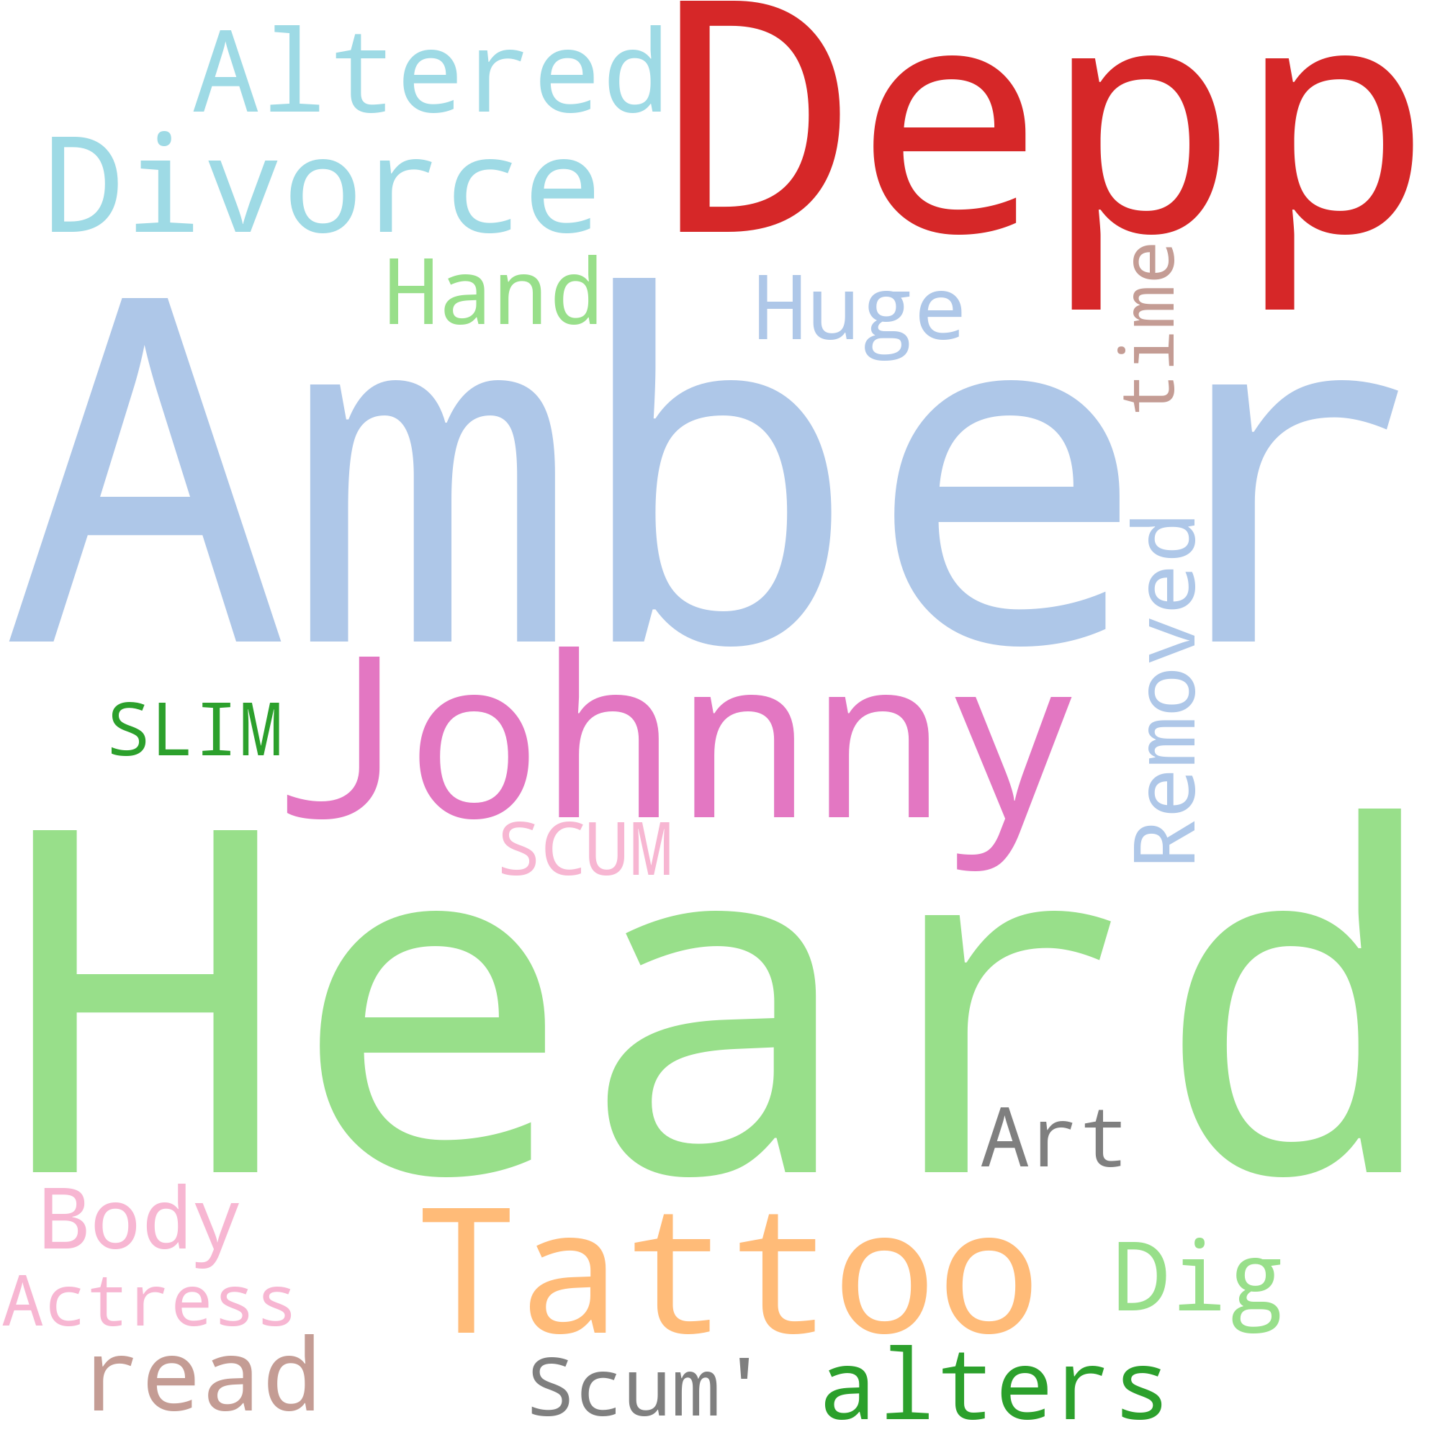 Altered
Depp
Divorce
Hand
Huge
time
Amber
Removed
Johnny
SLIM
SCUM
Heard
Art
Body
Tattoo
Dig
Actress
read
Scum'
alters